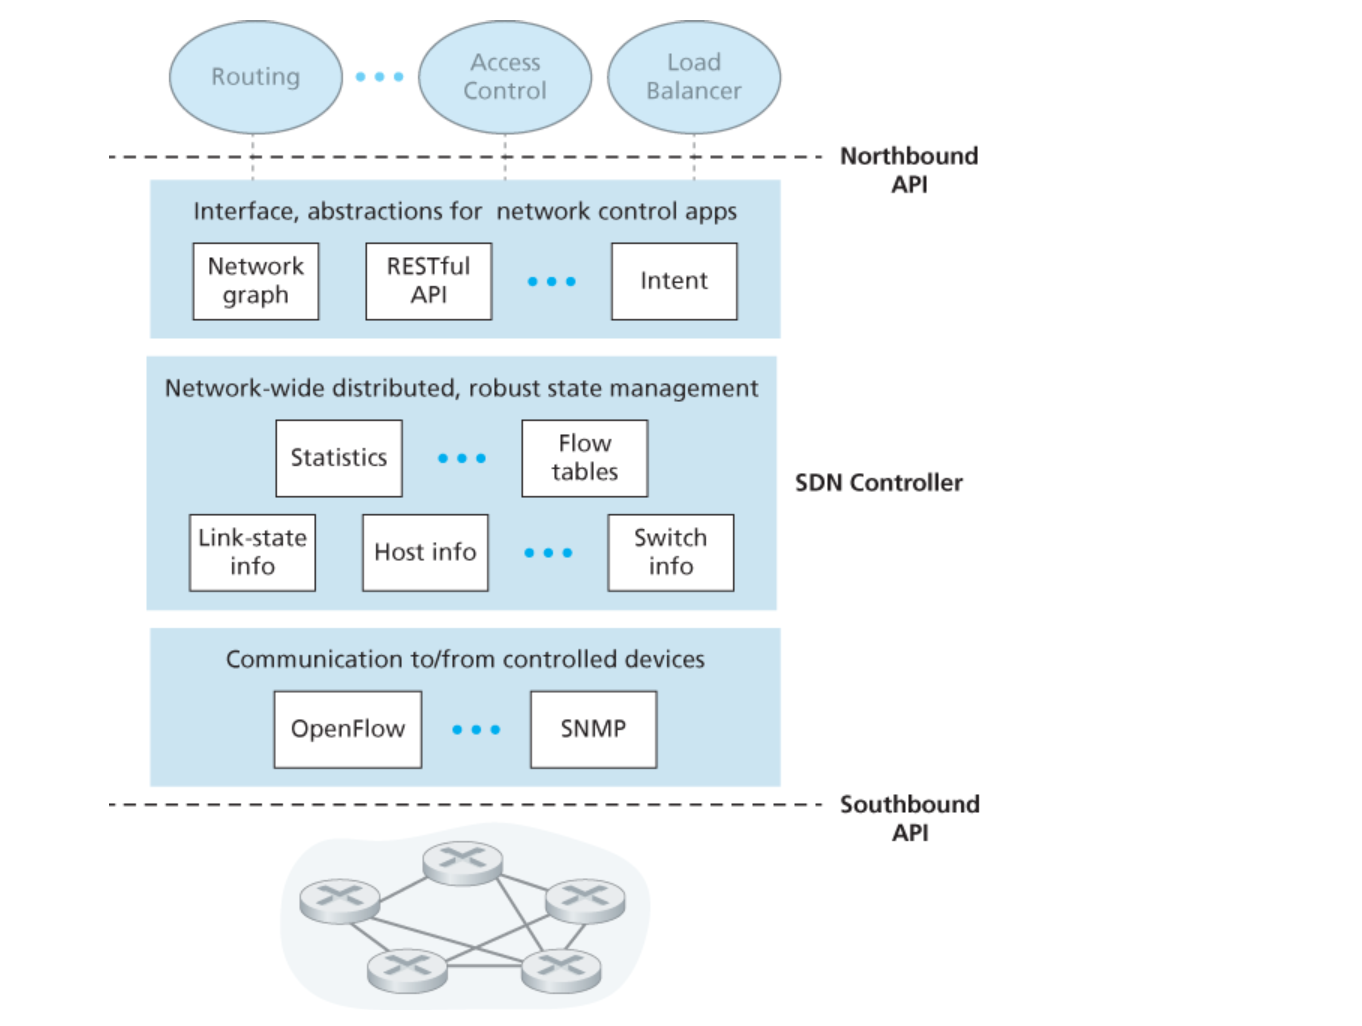 Routing
Access
Control
Load
Balancer
Northbound
API
Interface, abstractions for network control apps
Network
graph
RESTful
API
Intent
Network-wide distributed, robust state management
Statistics
Flow
tables
SDN Controller
Link-state
info
Host info
Switch
info
Communication to/from controlled devices
OpenFlow
SNMP
Southbound
API